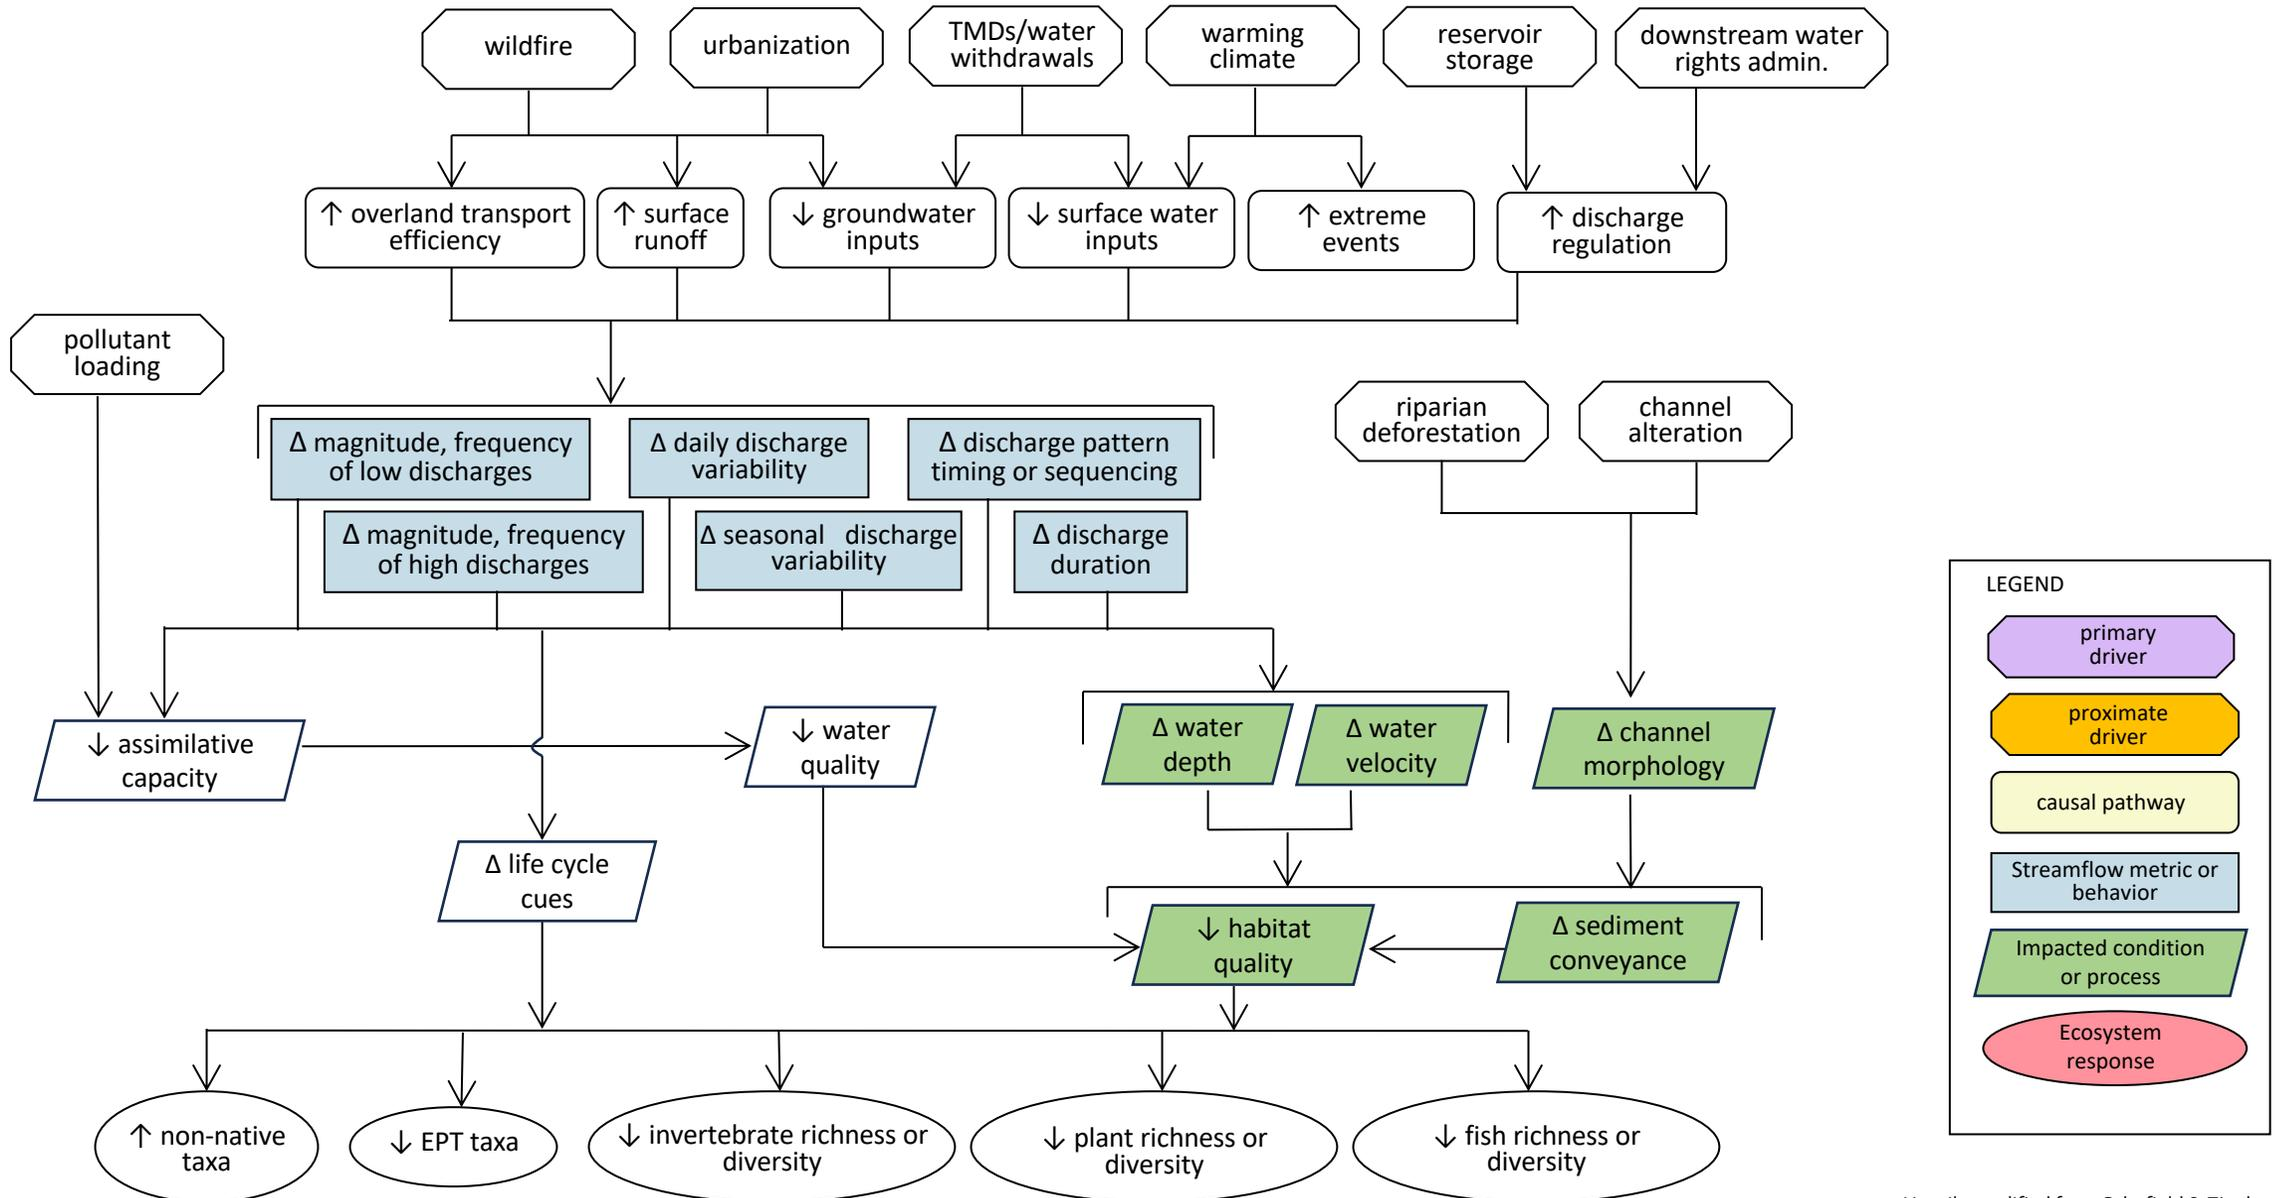 wildfire
urbanization
TMDs/water
withdrawals
warming
climate
reservoir
storage
downstream water
rights admin.
↑ overland transport
efficiency
↑ surface
runoff
↓ groundwater
inputs
↓ surface water
inputs
↑ extreme
events
↑ discharge
regulation
pollutant
loading
riparian
deforestation
channel
alteration
Δ magnitude, frequency
of low discharges
Δ daily discharge
variability
Δ discharge pattern
timing or sequencing
Δ magnitude, frequency
of high discharges
Δ seasonal discharge
variability
Δ discharge
duration
↓ assimilative
capacity
↓ water
quality
Δ water
depth
Δ water
velocity
Δ channel
morphology
Δ life cycle
cues
↓ habitat
quality
Δ sediment
conveyance
↑ non-native
taxa
↓ EPT taxa
↓ invertebrate richness or
diversity
↓ plant richness or
diversity
↓ fish richness or
diversity
LEGEND
primary
driver
proximate
driver
causal pathway
Streamflow metric or
behavior
Impacted condition
or process
Ecosystem
response